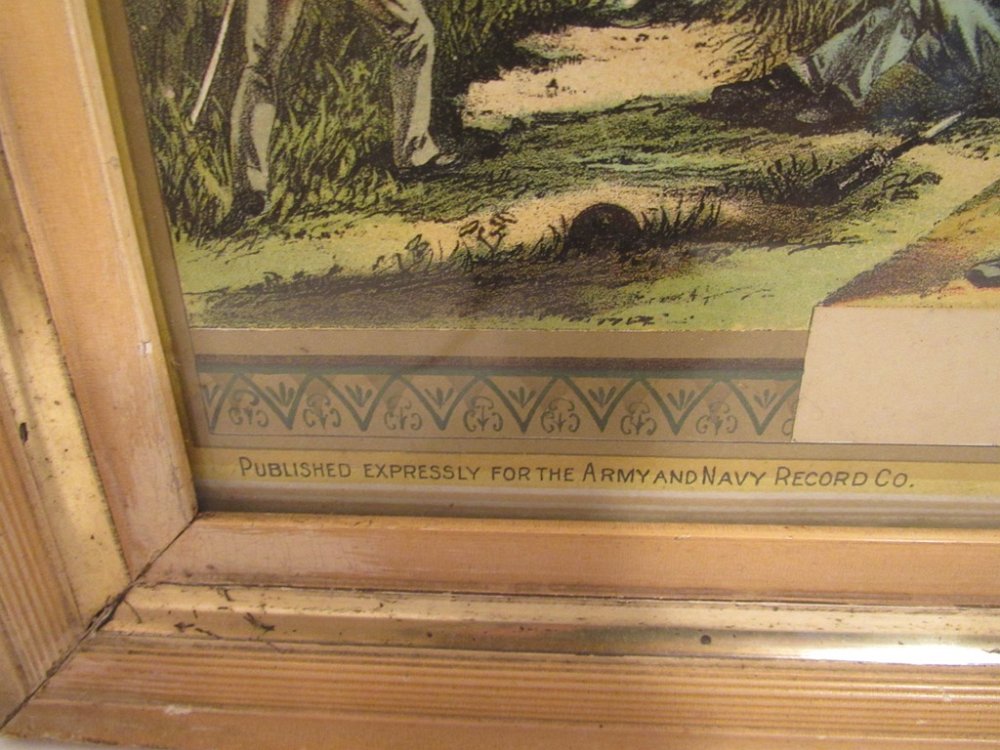 PUBLISHED EXPRESSLY FOR THE ARMY AND NAVY RECORD CO.